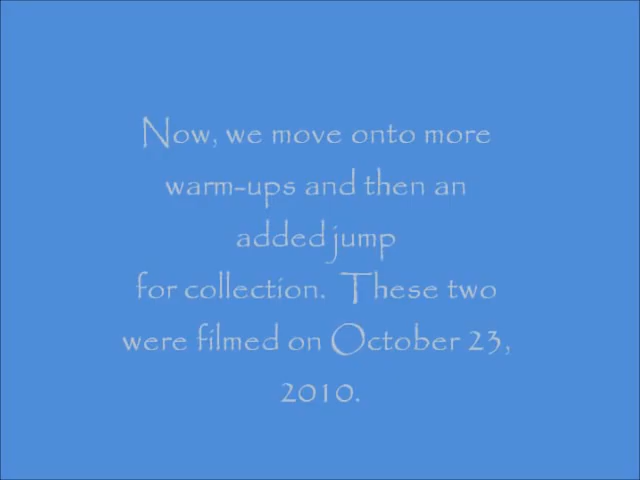 Now, we move onto more
warm-ups and then an
added jump
for collection.  These two
were filmed on October 23,
2010.